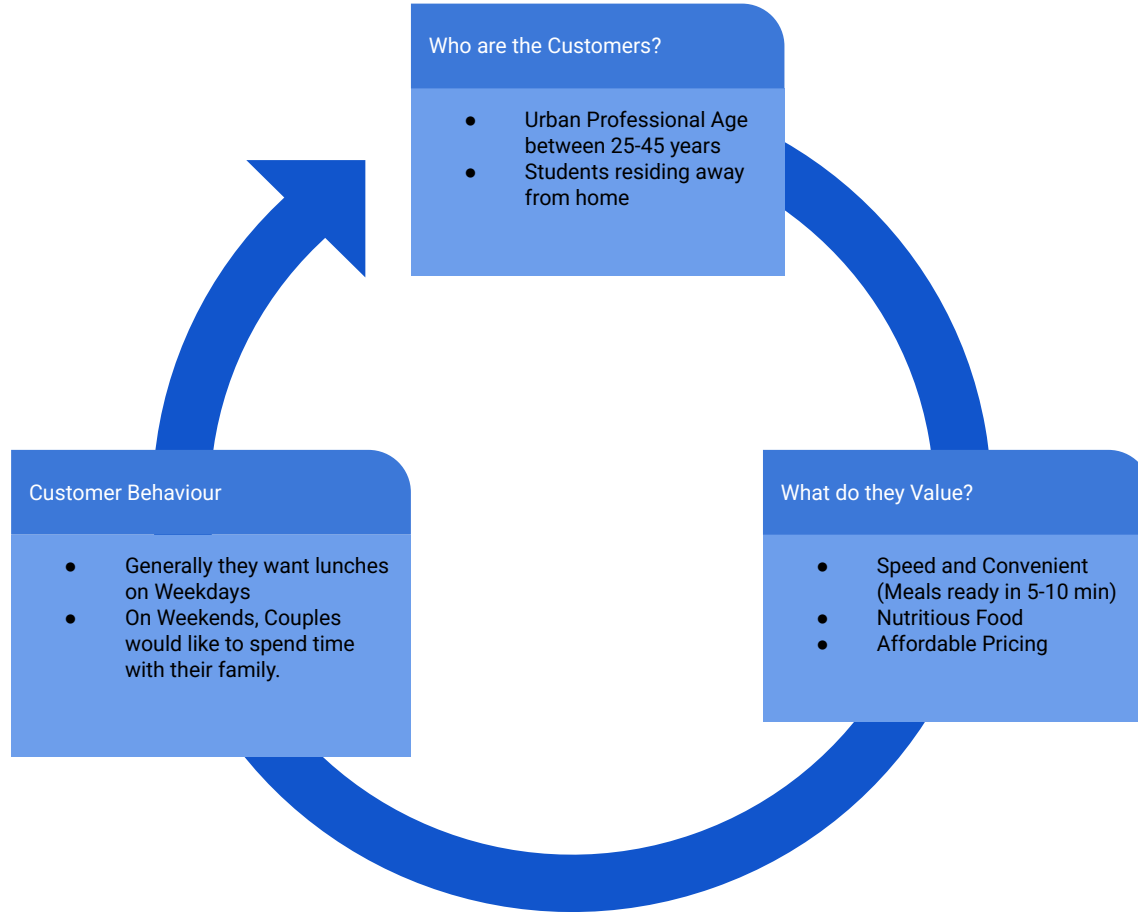 Who are the Customers?
● Urban Professional Age
between 25-45 years
● Students residing away
from home
What do they Value?
● Speed and Convenient
(Meals ready in 5-10 min)
● Nutritious Food
● Affordable Pricing
Customer Behaviour
● Generally they want lunches
on Weekdays
● On Weekends, Couples
would like to spend time
with their family.